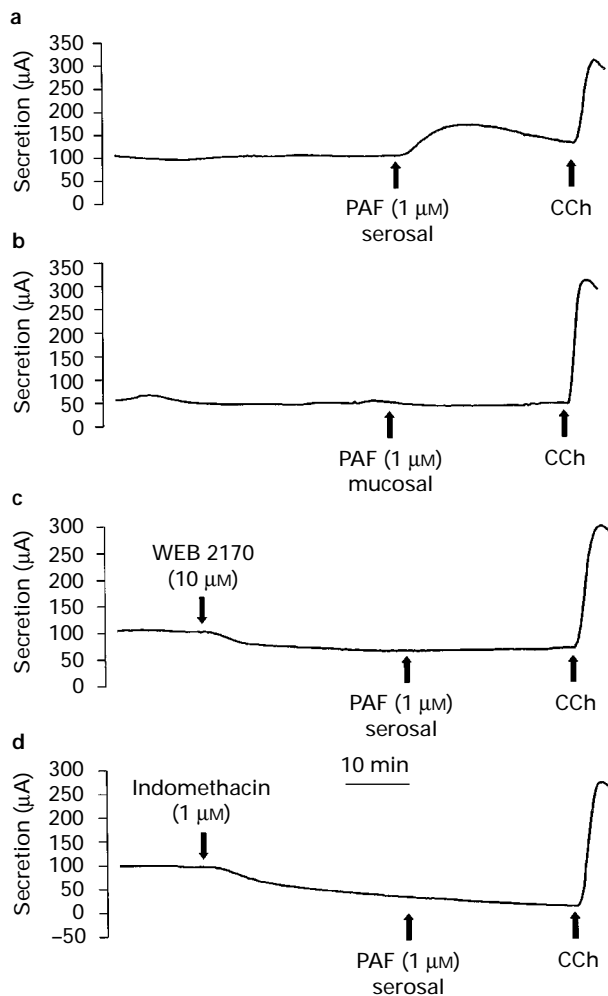 a
Secretion (µA)
350
300
250
200
150
100
50
0
PAF (1 µM)
serosal
CCh
b
Secretion (µA)
350
300
250
200
150
100
50
0
PAF (1 µM)
mucosal
CCh
c
Secretion (µA)
300
250
200
150
100
50
0
WEB 2170
(10 µM)
PAF (1 µM)
serosal
CCh
d
Secretion (µA)
300
250
200
150
100
50
0
–50
Indomethacin
(1 µM)
10 min
PAF (1 µM)
serosal
CCh